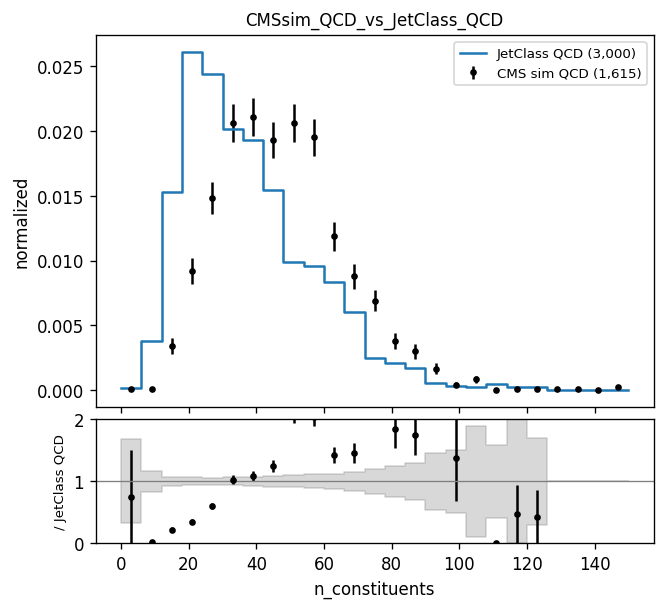 CMSsim_QCD_vs_JetClass_QCD
JetClass QCD (3,000)
CMS sim QCD (1,615)
normalized
0.025
0.020
0.015
0.010
0.005
0.000
/ JetClass QCD
2
1
0
0 20 40 60 80 100 120 140
n_constituents